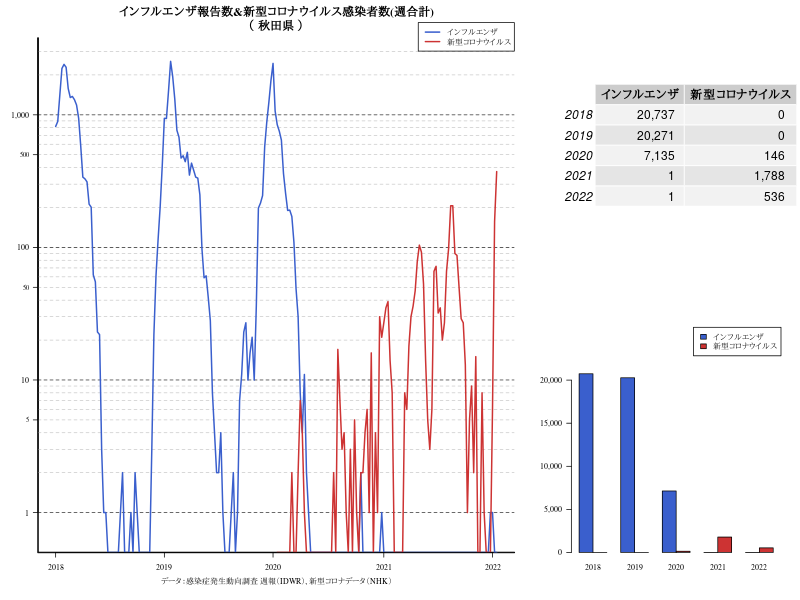 インフルエンザ報告数&新型コロナウイルス感染者数(週合計)
( 秋田県 )
インフルエンザ
新型コロナウイルス
1,000
500
100
50
10
5
1
2018
2019
2020
2021
2022
データ:感染症発生動向調査 週報(IDWR)、新型コロナデータ(NHK)
インフルエンザ 新型コロナウイルス
2018 20,737 0
2019 20,271 0
2020 7,135 146
2021 1 1,788
2022 1 536
インフルエンザ
新型コロナウイルス
20,000
15,000
10,000
5,000
0
2018
2019
2020
2021
2022